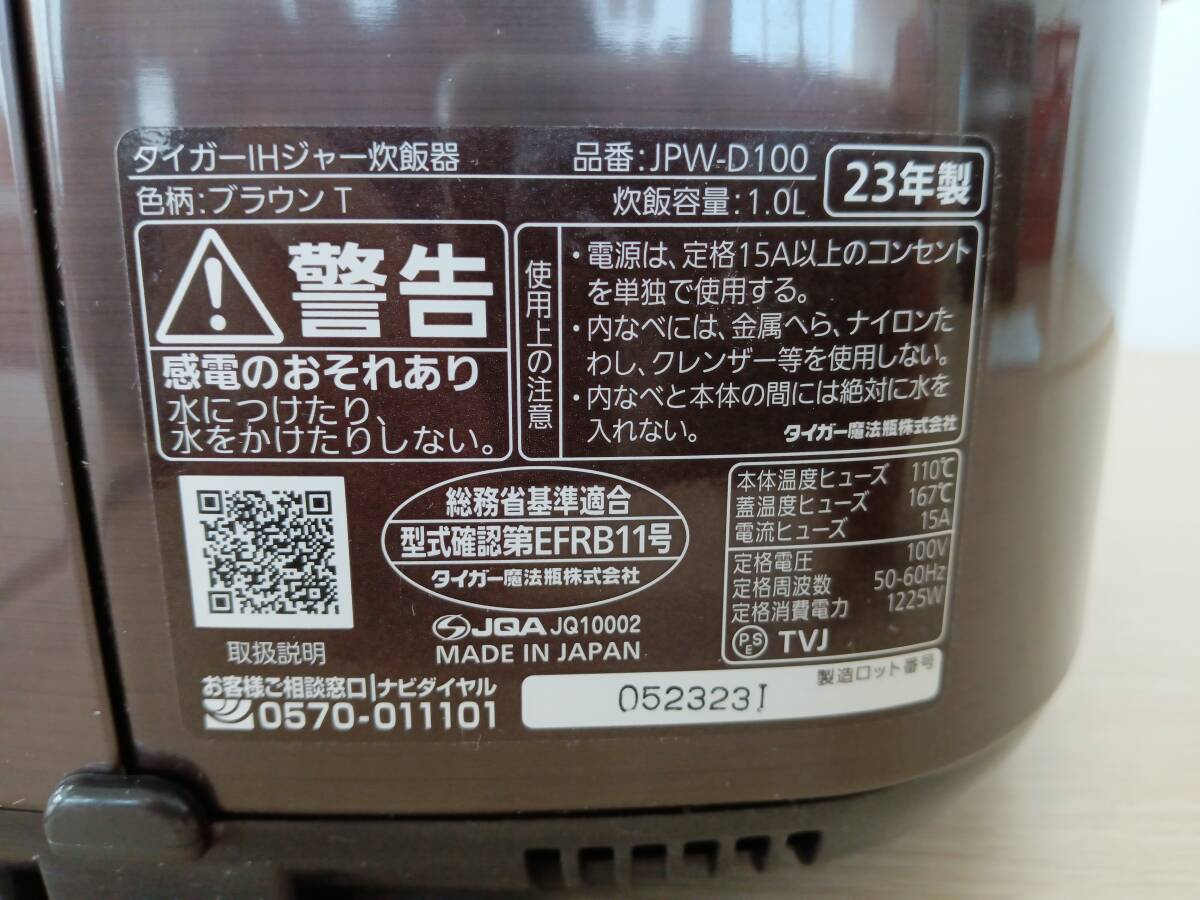 タイガーIHジャー炊飯器
品番:JPW-D100
23年製
色柄:ブラウン T
炊飯容量:1.0L
警告
感電のおそれあり
水につけたり、
水をかけたりしない。
使用上の注意
・電源は、定格15A以上のコンセント
を単独で使用する。
・内なべには、金属へら、ナイロンた
わし、クレンザー等を使用しない。
・内なべと本体の間には絶対に水を
入れない。
タイガー魔法瓶株式会社
取扱説明
お客様ご相談窓口|ナビダイヤル
0570-011101
総務省基準適合
型式確認第EFRB11号
タイガー魔法瓶株式会社
JQA JQ10002
MADE IN JAPAN
本体温度ヒューズ 110℃
蓋温度ヒューズ 167℃
電流ヒューズ 15A
定格電圧 100V
定格周波数 50-60Hz
定格消費電力 1225W
PSE TVJ
製造ロット番号
052323I